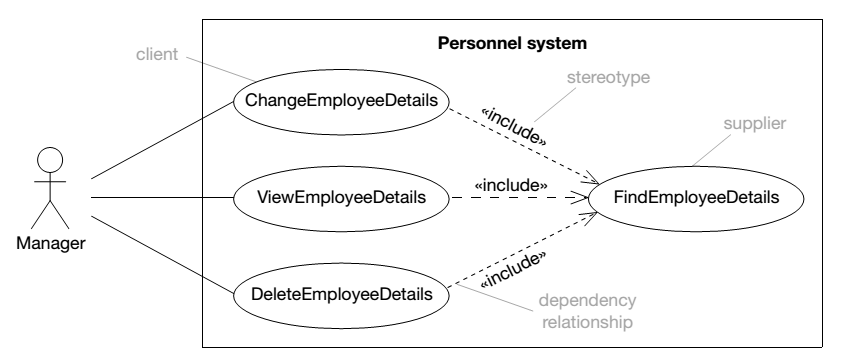 Personnel system
client
ChangeEmployeeDetails
stereotype
«include»
supplier
Manager
ViewEmployeeDetails
«include»
FindEmployeeDetails
DeleteEmployeeDetails
«include»
dependency
relationship